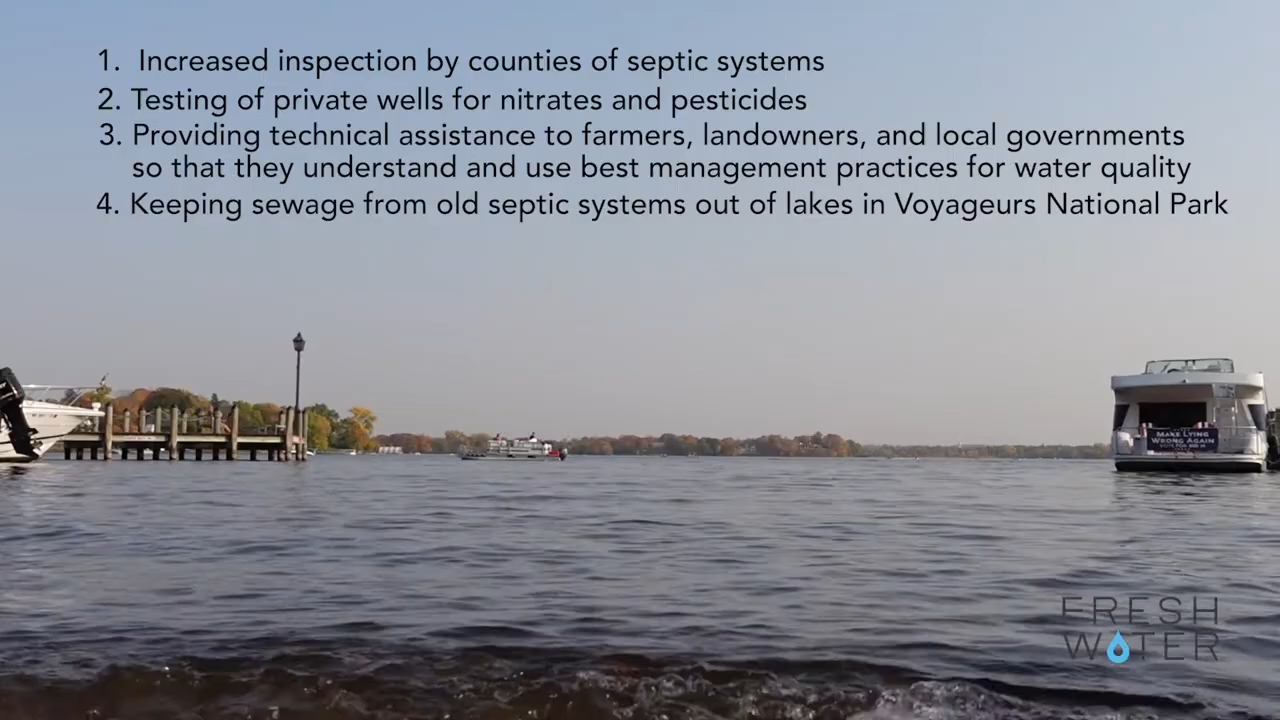 1. Increased inspection by counties of septic systems
2. Testing of private wells for nitrates and pesticides
3. Providing technical assistance to farmers, landowners, and local governments
so that they understand and use best management practices for water quality
4. Keeping sewage from old septic systems out of lakes in Voyageurs National Park
MAKE LYING
WRONG AGAIN
FRESH
WATER